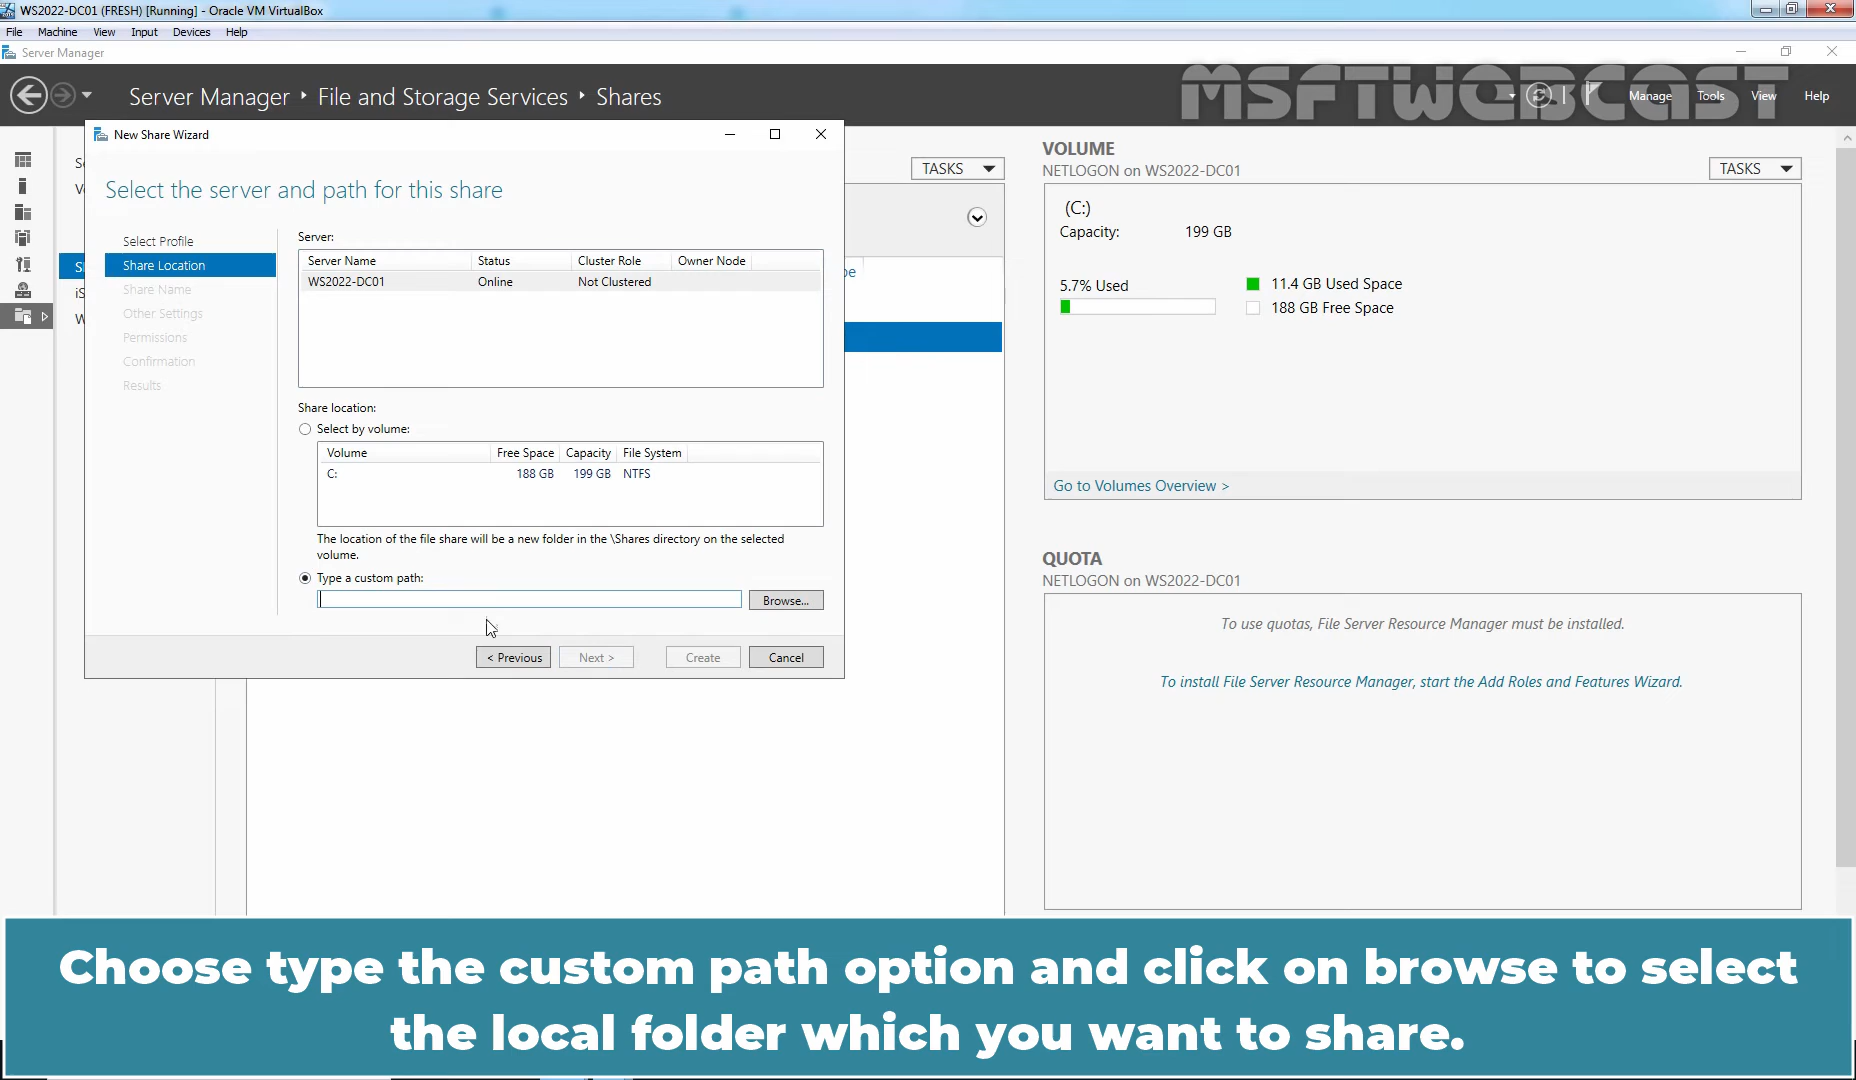 WS2022-DC01 (FRESH) [Running] - Oracle VM VirtualBox
File Machine View Input Devices Help
Server Manager
Server Manager ‣ File and Storage Services ‣ Shares
MSFTWEBCAST
Manage Tools View Help
New Share Wizard
Select the server and path for this share
Select Profile
Share Location
Share Name
Other Settings
Permissions
Confirmation
Results
Server:
Server Name Status Cluster Role Owner Node
WS2022-DC01 Online Not Clustered
Share location:
Select by volume:
Volume Free Space Capacity File System
C: 188 GB 199 GB NTFS
The location of the file share will be a new folder in the \Shares directory on the selected
volume.
Type a custom path:
Browse...
< Previous Next > Create Cancel
TASKS
VOLUME
NETLOGON on WS2022-DC01
TASKS
(C:)
Capacity: 199 GB
5.7% Used
11.4 GB Used Space
188 GB Free Space
Go to Volumes Overview >
QUOTA
NETLOGON on WS2022-DC01
To use quotas, File Server Resource Manager must be installed.
To install File Server Resource Manager, start the Add Roles and Features Wizard.
Choose type the custom path option and click on browse to select
the local folder which you want to share.